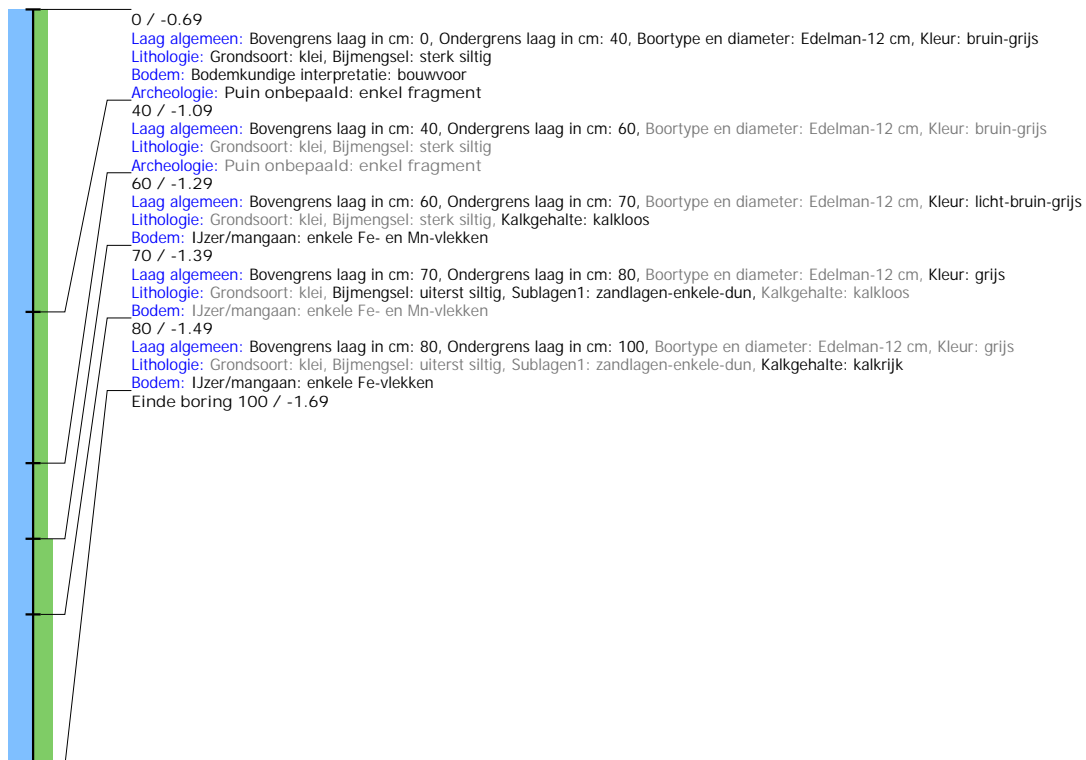 0 / -0.69
Laag algemeen: Bovengrens laag in cm: 0, Ondergrens laag in cm: 40, Boortype en diameter: Edelman-12 cm, Kleur: bruin-grijs
Lithologie: Grondsoort: klei, Bijmengsel: sterk siltig
Bodem: Bodemkundige interpretatie: bouwvoor
Archeologie: Puin onbepaald: enkel fragment
40 / -1.09
Laag algemeen: Bovengrens laag in cm: 40, Ondergrens laag in cm: 60, Boortype en diameter: Edelman-12 cm, Kleur: bruin-grijs
Lithologie: Grondsoort: klei, Bijmengsel: sterk siltig
Archeologie: Puin onbepaald: enkel fragment
60 / -1.29
Laag algemeen: Bovengrens laag in cm: 60, Ondergrens laag in cm: 70, Boortype en diameter: Edelman-12 cm, Kleur: licht-bruin-grijs
Lithologie: Grondsoort: klei, Bijmengsel: sterk siltig, Kalkgehalte: kalkloos
Bodem: IJzer/mangaan: enkele Fe- en Mn-vlekken
70 / -1.39
Laag algemeen: Bovengrens laag in cm: 70, Ondergrens laag in cm: 80, Boortype en diameter: Edelman-12 cm, Kleur: grijs
Lithologie: Grondsoort: klei, Bijmengsel: uiterst siltig, Sublagen1: zandlagen-enkele-dun, Kalkgehalte: kalkloos
Bodem: IJzer/mangaan: enkele Fe- en Mn-vlekken
80 / -1.49
Laag algemeen: Bovengrens laag in cm: 80, Ondergrens laag in cm: 100, Boortype en diameter: Edelman-12 cm, Kleur: grijs
Lithologie: Grondsoort: klei, Bijmengsel: uiterst siltig, Sublagen1: zandlagen-enkele-dun, Kalkgehalte: kalkrijk
Bodem: IJzer/mangaan: enkele Fe-vlekken
Einde boring 100 / -1.69